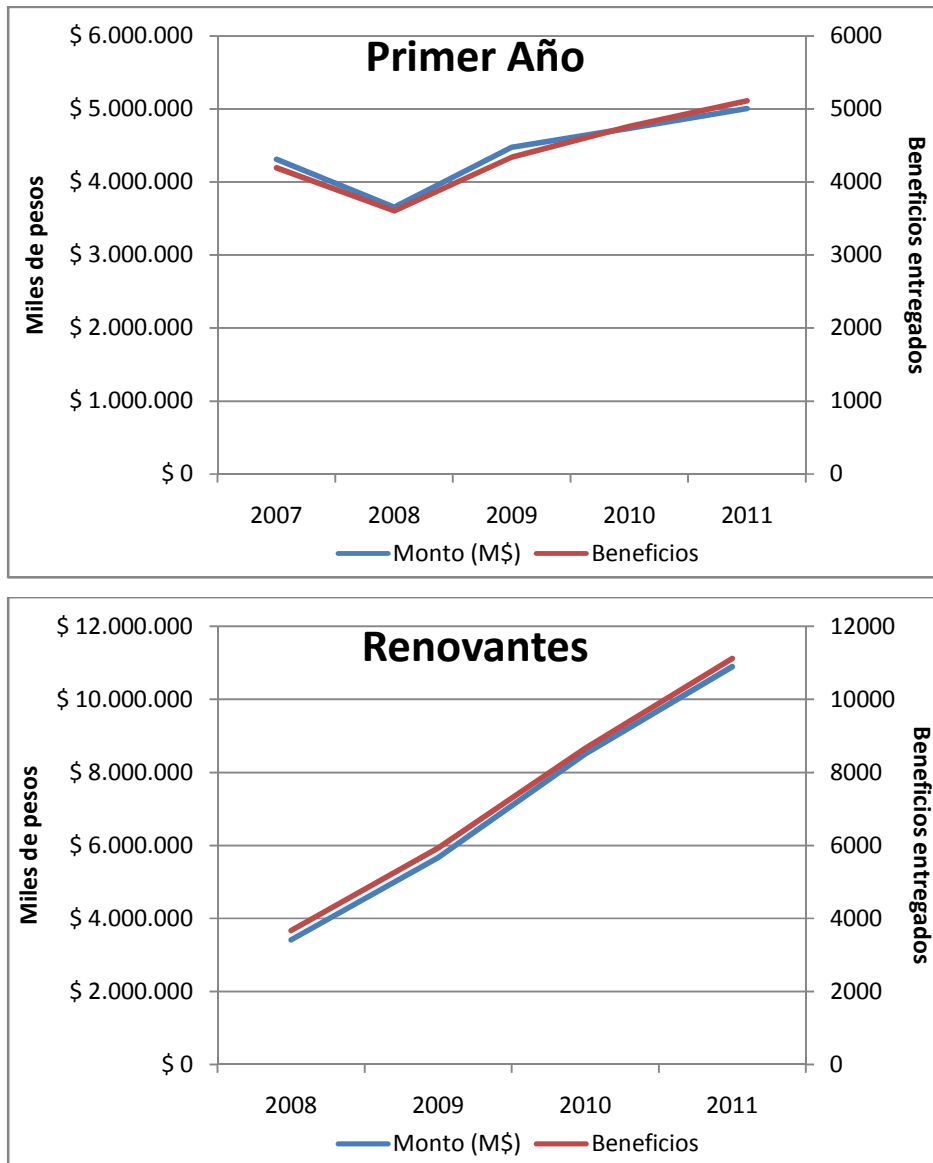 Primer Año
Miles de pesos
$ 6.000.000
$ 5.000.000
$ 4.000.000
$ 3.000.000
$ 2.000.000
$ 1.000.000
$ 0
6000
5000
4000
3000
2000
1000
0
Beneficios entregados
2007 2008 2009 2010 2011
Monto (M$) Beneficios
Renovantes
Miles de pesos
$ 12.000.000
$ 10.000.000
$ 8.000.000
$ 6.000.000
$ 4.000.000
$ 2.000.000
$ 0
12000
10000
8000
6000
4000
2000
0
Beneficios entregados
2008 2009 2010 2011
Monto (M$) Beneficios